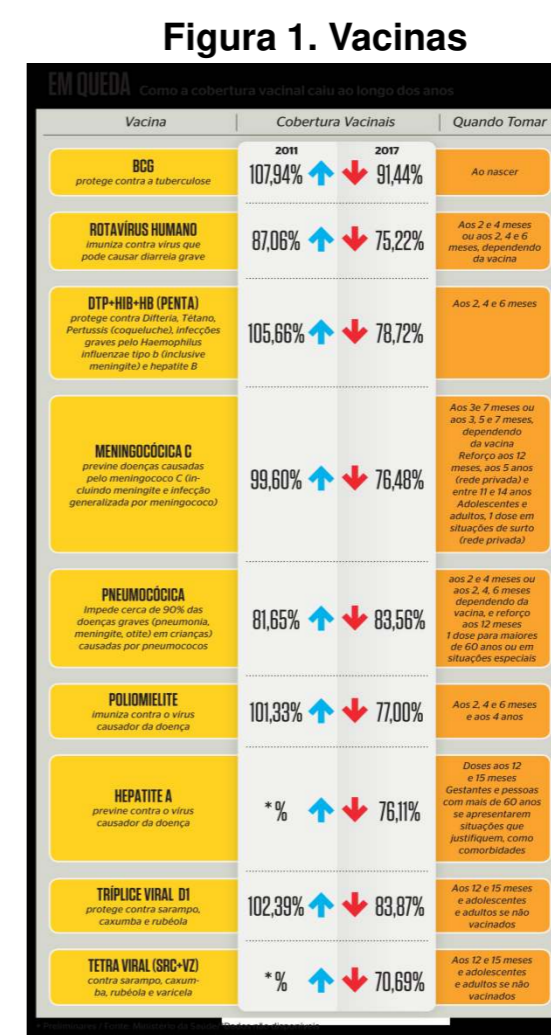 Figura 1. Vacinas
EM QUEDA Como a cobertura vacinal caiu ao longo dos anos
Vacina
Cobertura Vacinais
Quando Tomar
2011
2017
BCG
protege contra a tuberculose
107,94%
91,44%
Ao nascer
ROTAVÍRUS HUMANO
imuniza contra vírus que
pode causar diarreia grave
87,06%
75,22%
Aos 2 e 4 meses
ou aos 2, 4 e 6
meses, dependendo
da vacina
DTP+HIB+HB (PENTA)
protege contra Difteria, Tétano,
Pertussis (coqueluche), infecções
graves pelo Haemophilus
influenzae tipo b (inclusive
meningite) e hepatite B
105,66%
78,72%
Aos 2, 4 e 6 meses
MENINGOCÓCICA C
previne doenças causadas
pelo meningococo C (in-
cluindo meningite e infecção
generalizada por meningococo)
99,60%
76,48%
Aos 3e 7 meses ou
aos 3, 5 e 7 meses,
dependendo
da vacina
Reforço aos 12
meses, aos 5 anos
(rede privada) e
entre 11 e 14 anos
Adolescentes e
adultos, 1 dose em
situações de surto
(rede privada)
PNEUMOCÓCICA
Impede cerca de 90% das
doenças graves (pneumonia,
meningite, otite) em crianças)
causadas por pneumococos
81,65%
83,56%
aos 2 e 4 meses ou
aos 2, 4, 6 meses
dependendo da
vacina, e reforço
aos 12 meses
1 dose para maiores
de 60 anos ou em
situações especiais
POLIOMIELITE
imuniza contra o vírus
causador da doença
101,33%
77,00%
Aos 2, 4 e 6 meses
e aos 4 anos
HEPATITE A
previne contra o vírus
causador da doença
*%
76,11%
Doses aos 12
e 15 meses
Gestantes e pessoas
com mais de 60 anos
se apresentarem
situações que
justifiquem, como
comorbidades
TRÍPLICE VIRAL D1
protege contra sarampo,
caxumba e rubéola
102,39%
83,87%
Aos 12 e 15 meses
e adolescentes
e adultos se não
vacinados
TETRA VIRAL (SRC+VZ)
contra sarampo, caxum-
ba, rubéola e varicela
*%
70,69%
Aos 12 e 15 meses
e adolescentes
e adultos se não
vacinados
* Preliminares / Fonte: Ministério da Saúde/ Dados não disponíveis